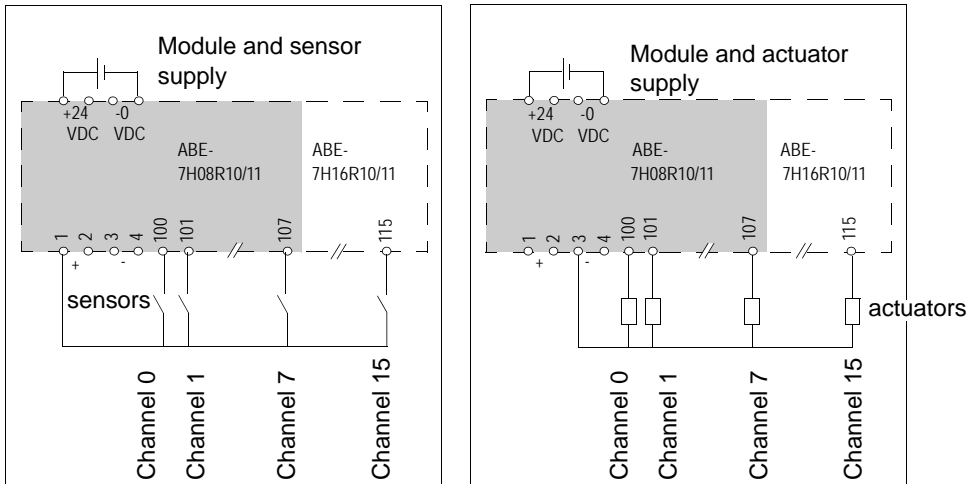 Module and sensor
supply
+24
VDC
-0
VDC
ABE-
7H08R10/11
ABE-
7H16R10/11
1
2
3
4
100
101
107
115
+
-
sensors
Channel 0
Channel 1
Channel 7
Channel 15
Module and actuator
supply
+24
VDC
-0
VDC
ABE-
7H08R10/11
ABE-
7H16R10/11
1
2
3
4
100
101
107
115
+
-
actuators
Channel 0
Channel 1
Channel 7
Channel 15